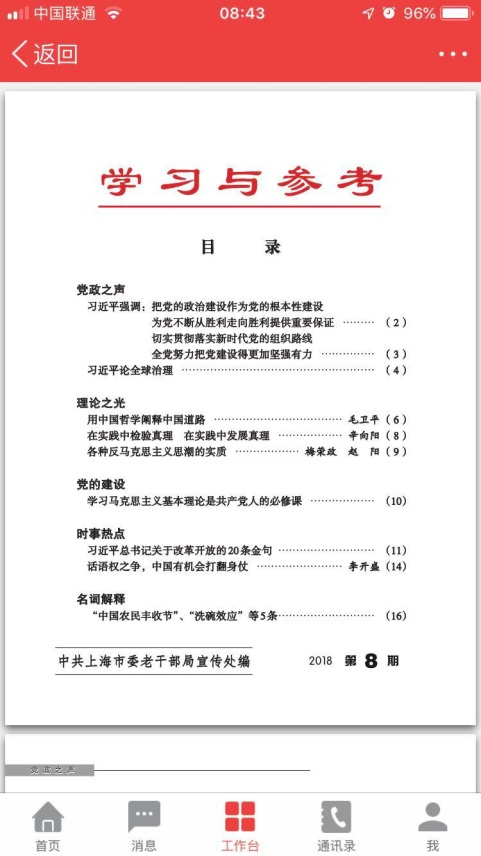 中国联通
08:43
96%
返回
学习与参考
目 录
党政之声
习近平强调：把党的政治建设作为党的根本性建设
为党不断从胜利走向胜利提供重要保证 ………（2）
切实贯彻落实新时代党的组织路线
全党努力把党建设得更加坚强有力 …………（3）
习近平论全球治理 ……………………………………（4）
理论之光
用中国哲学阐释中国道路 ………………………… 毛卫平（6）
在实践中检验真理　在实践中发展真理 ………… 辛向阳（8）
各种反马克思主义思潮的实质 ……………… 梅荣政　赵　阳（9）
党的建设
学习马克思主义基本理论是共产党人的必修课 …………（10）
时事热点
习近平总书记关于改革开放的20条金句 ………………（11）
话语权之争，中国有机会打翻身仗 ……………… 李开盛（14）
名词解释
“中国农民丰收节”、“洗碗效应”等5条………………（16）
中共上海市委老干部局宣传处编
2018 第 8 期
党政之声
首页
消息
工作台
通讯录
我